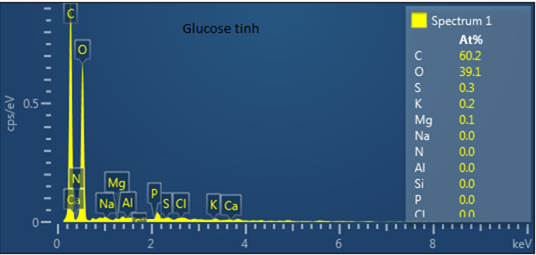 Glucose tinh
Spectrum 1
At%
C 60.2
O 39.1
S 0.3
K 0.2
Mg 0.1
Na 0.0
N 0.0
Al 0.0
Si 0.0
P 0.0
Cl 0.0
cps/eV
0.5
0
C
O
N
Ca
Na
Mg
Al
P
S
Cl
K
Ca
0 2 4 6 8 keV